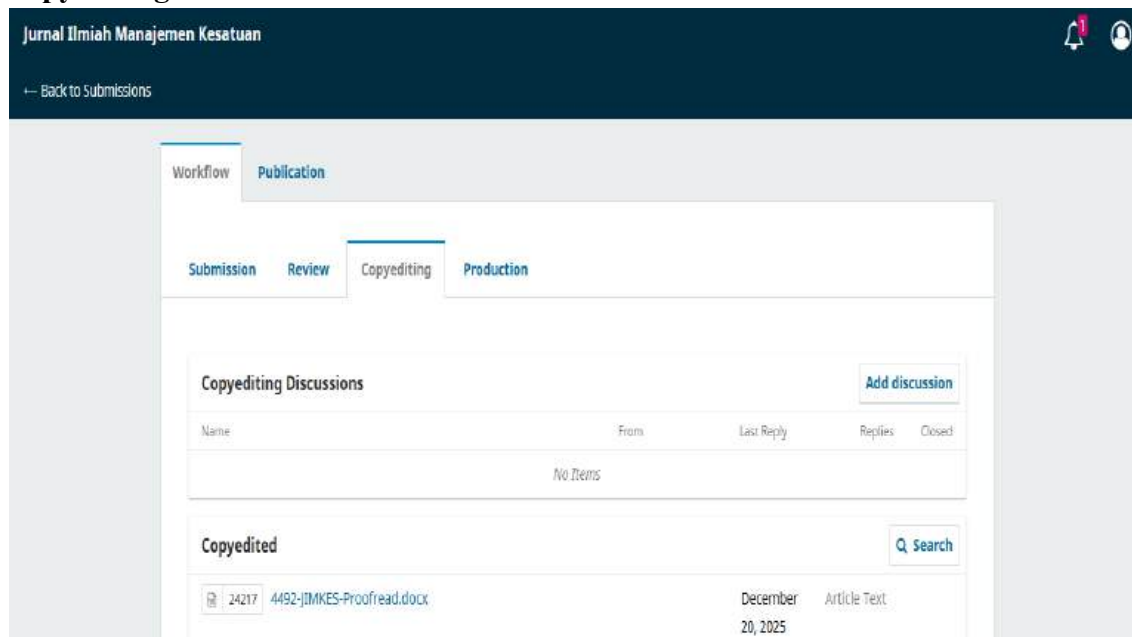 Jurnal Ilmiah Manajemen Kesatuan
1
← Back to Submissions
Workflow Publication
Submission Review Copyediting Production
Copyediting Discussions Add discussion
Name From Last Reply Replies Closed
No Items
Copyedited Search
24217 4492-JIMKES-Proofread.docx December Article Text
20, 2025